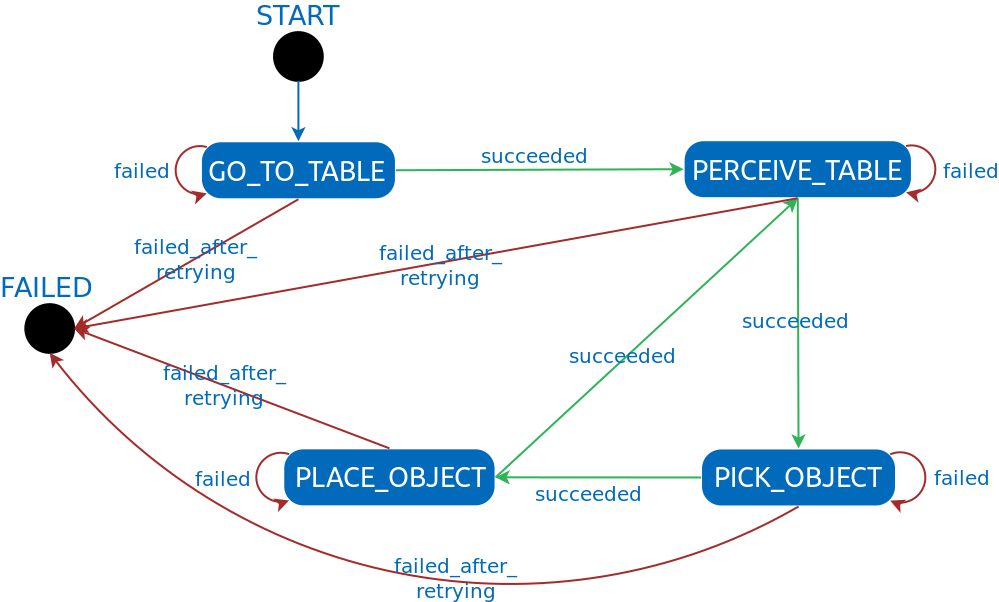 START
failed
GO_TO_TABLE
succeeded
PERCEIVE_TABLE
failed
failed_after_
retrying
failed_after_
retrying
FAILED
succeeded
succeeded
failed_after_
retrying
failed
PLACE_OBJECT
succeeded
PICK_OBJECT
failed
failed_after_
retrying